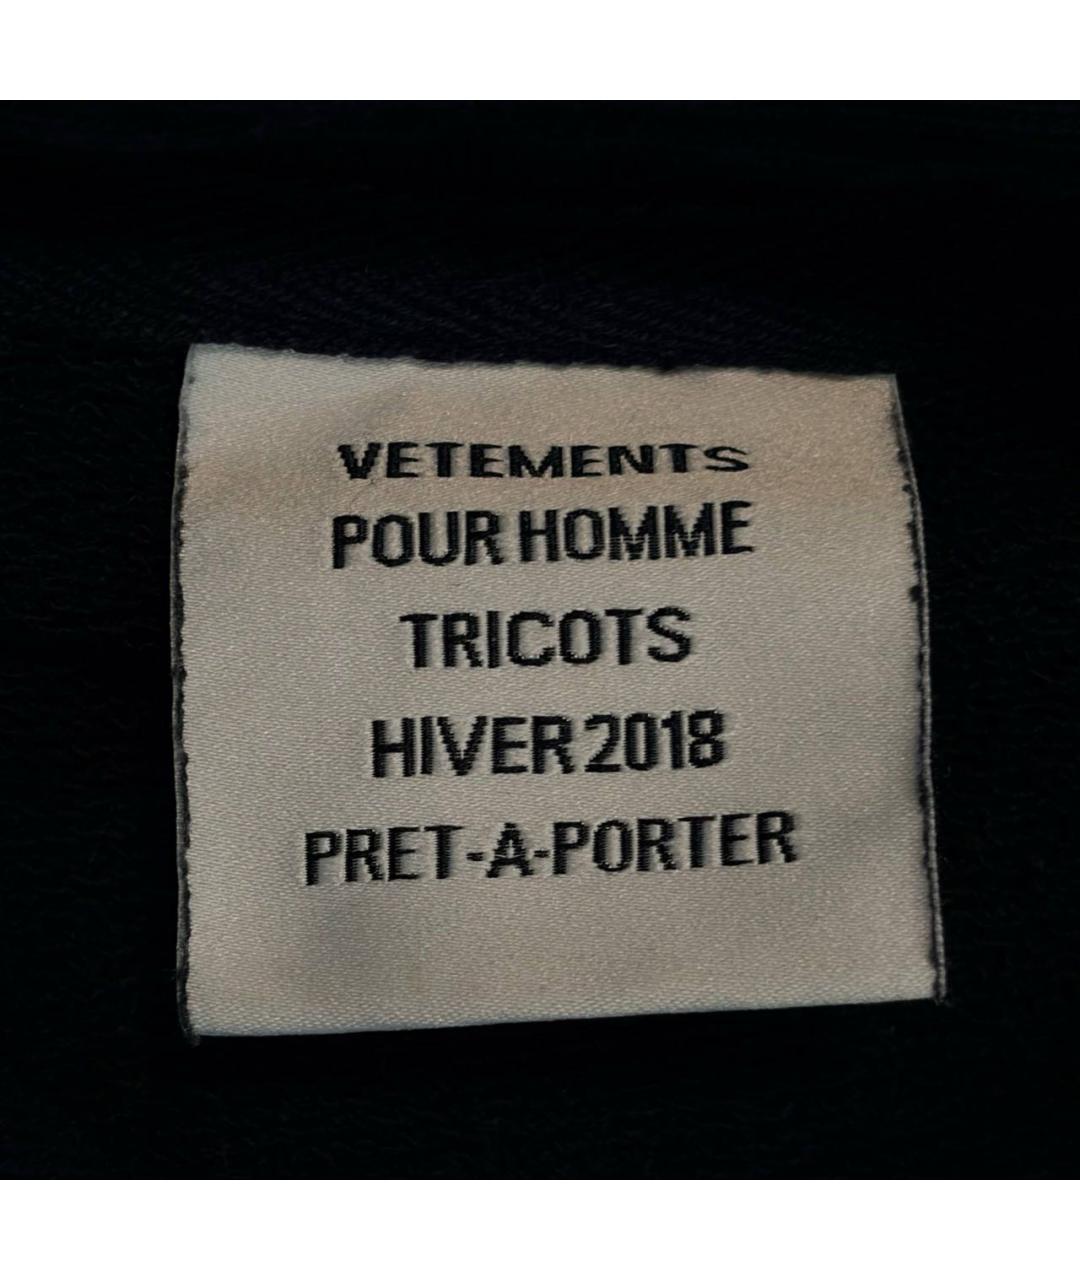 VETEMENTS
POUR HOMME
TRICOTS
HIVER 2018
PRET-A-PORTER